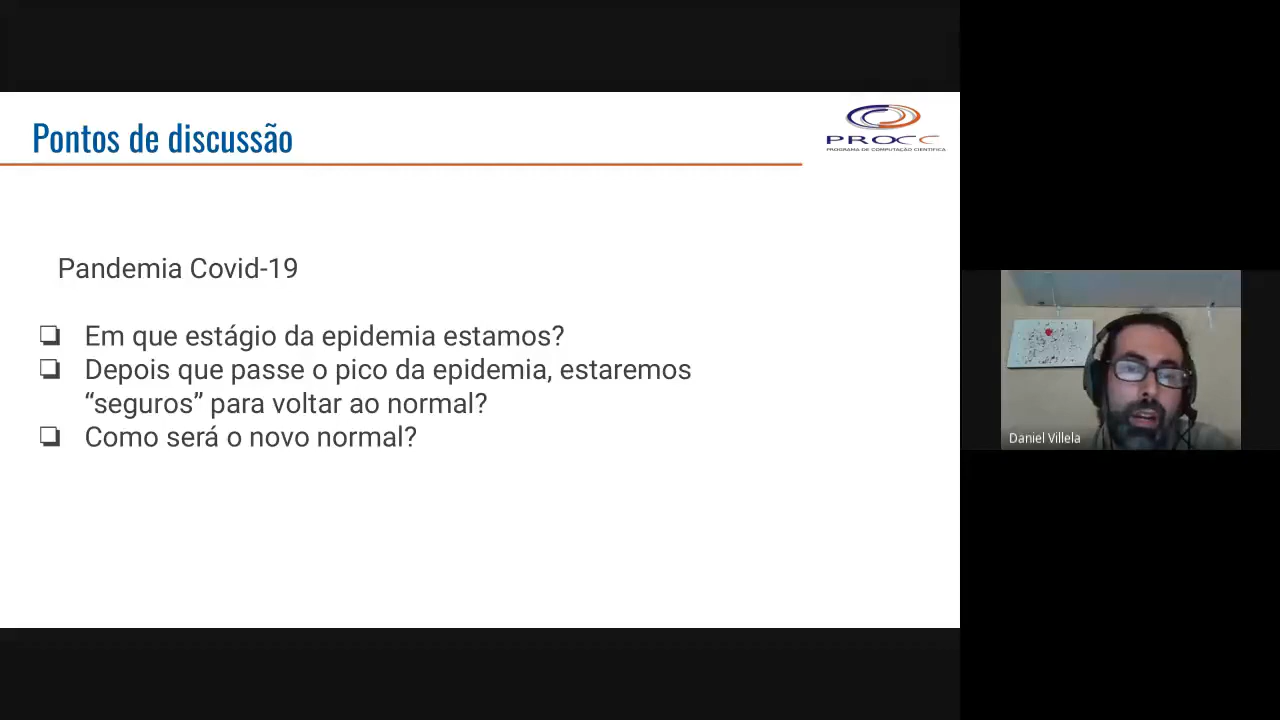 Pontos de discussão
PROCC
PROGRAMA DE COMPUTAÇÃO CIENTÍFICA
Pandemia Covid-19
Em que estágio da epidemia estamos?
Depois que passe o pico da epidemia, estaremos
“seguros” para voltar ao normal?
Como será o novo normal?
Daniel Villela